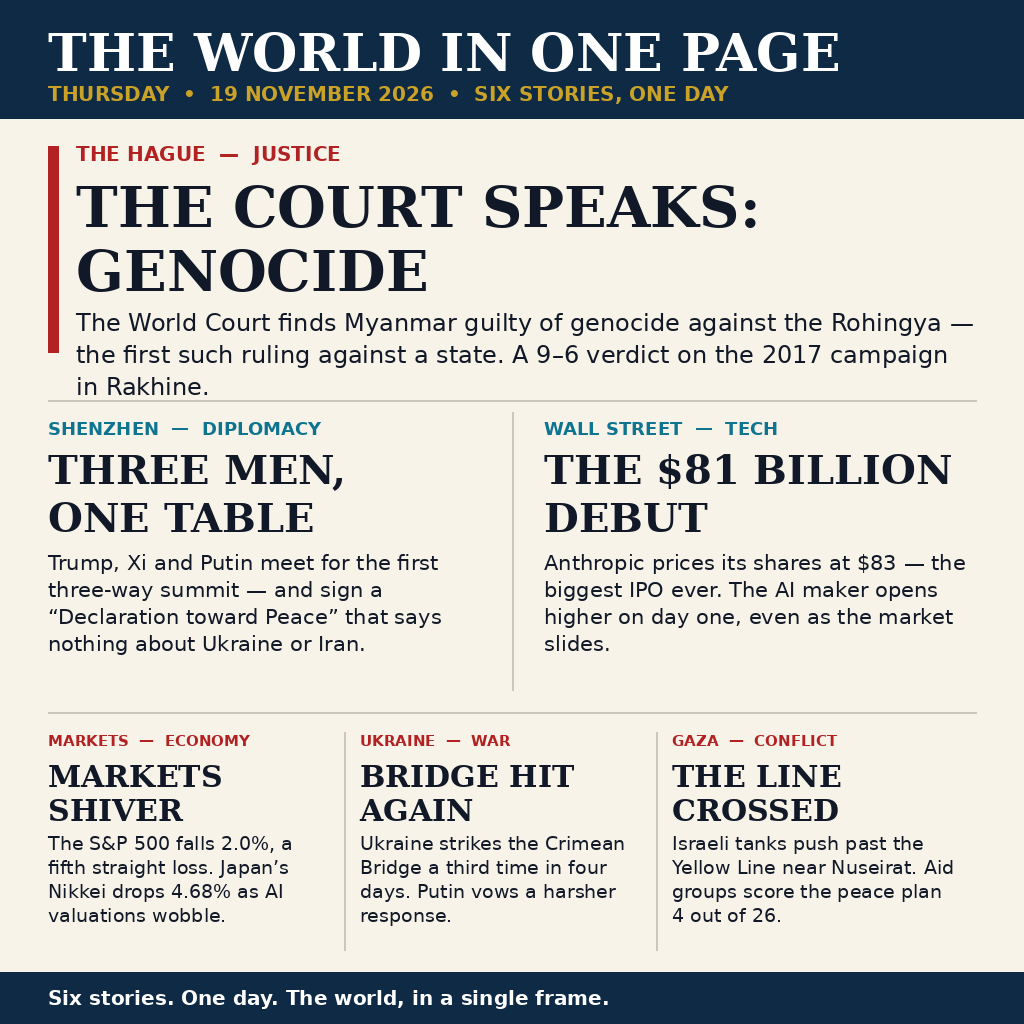 THE WORLD IN ONE PAGE
THURSDAY • 19 NOVEMBER 2026 • SIX STORIES, ONE DAY
THE HAGUE — JUSTICE
THE COURT SPEAKS:
GENOCIDE
The World Court finds Myanmar guilty of genocide against the Rohingya —
the first such ruling against a state. A 9–6 verdict on the 2017 campaign
in Rakhine.
SHENZHEN — DIPLOMACY
THREE MEN,
ONE TABLE
Trump, Xi and Putin meet for the first
three-way summit — and sign a
“Declaration toward Peace” that says
nothing about Ukraine or Iran.
WALL STREET — TECH
THE $81 BILLION
DEBUT
Anthropic prices its shares at $83 — the
biggest IPO ever. The AI maker opens
higher on day one, even as the market
slides.
MARKETS — ECONOMY
MARKETS
SHIVER
The S&P 500 falls 2.0%, a
fifth straight loss. Japan’s
Nikkei drops 4.68% as AI
valuations wobble.
UKRAINE — WAR
BRIDGE HIT
AGAIN
Ukraine strikes the Crimean
Bridge a third time in four
days. Putin vows a harsher
response.
GAZA — CONFLICT
THE LINE
CROSSED
Israeli tanks push past the
Yellow Line near Nuseirat. Aid
groups score the peace plan
4 out of 26.
Six stories. One day. The world, in a single frame.